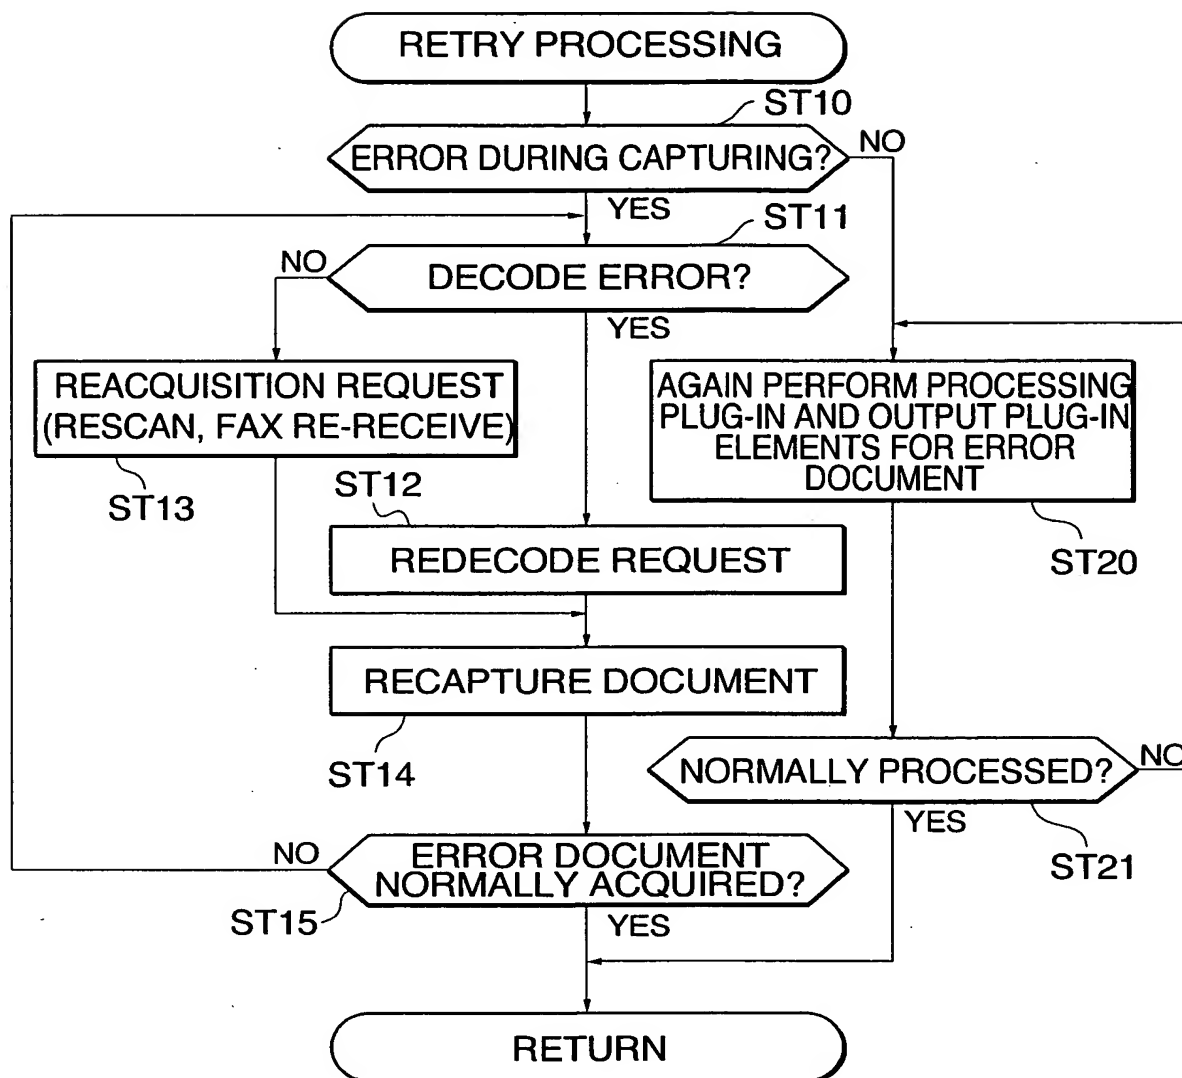 RETRY PROCESSING
ST10
ERROR DURING CAPTURING?
NO
YES
ST11
NO
DECODE ERROR?
YES
REACQUISITION REQUEST
(RESCAN, FAX RE-RECEIVE)
AGAIN PERFORM PROCESSING
PLUG-IN AND OUTPUT PLUG-IN
ELEMENTS FOR ERROR
DOCUMENT
ST13
ST12
REDECODE REQUEST
ST20
RECAPTURE DOCUMENT
ST14
NORMALLY PROCESSED?
NO
YES
ST21
NO
ERROR DOCUMENT
NORMALLY ACQUIRED?
ST15
YES
RETURN